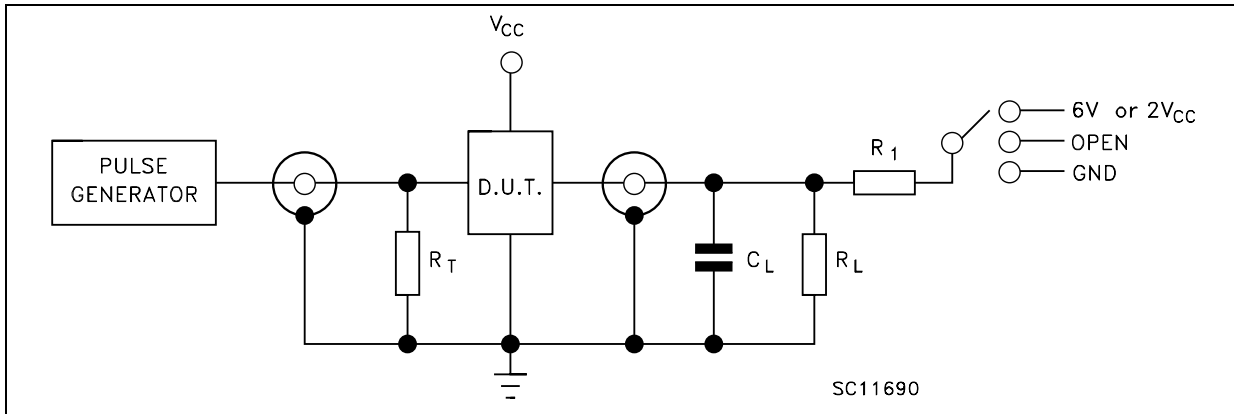 VCC
PULSE
GENERATOR
D.U.T.
RT
CL
RL
R1
6V or 2VCC
OPEN
GND
SC11690